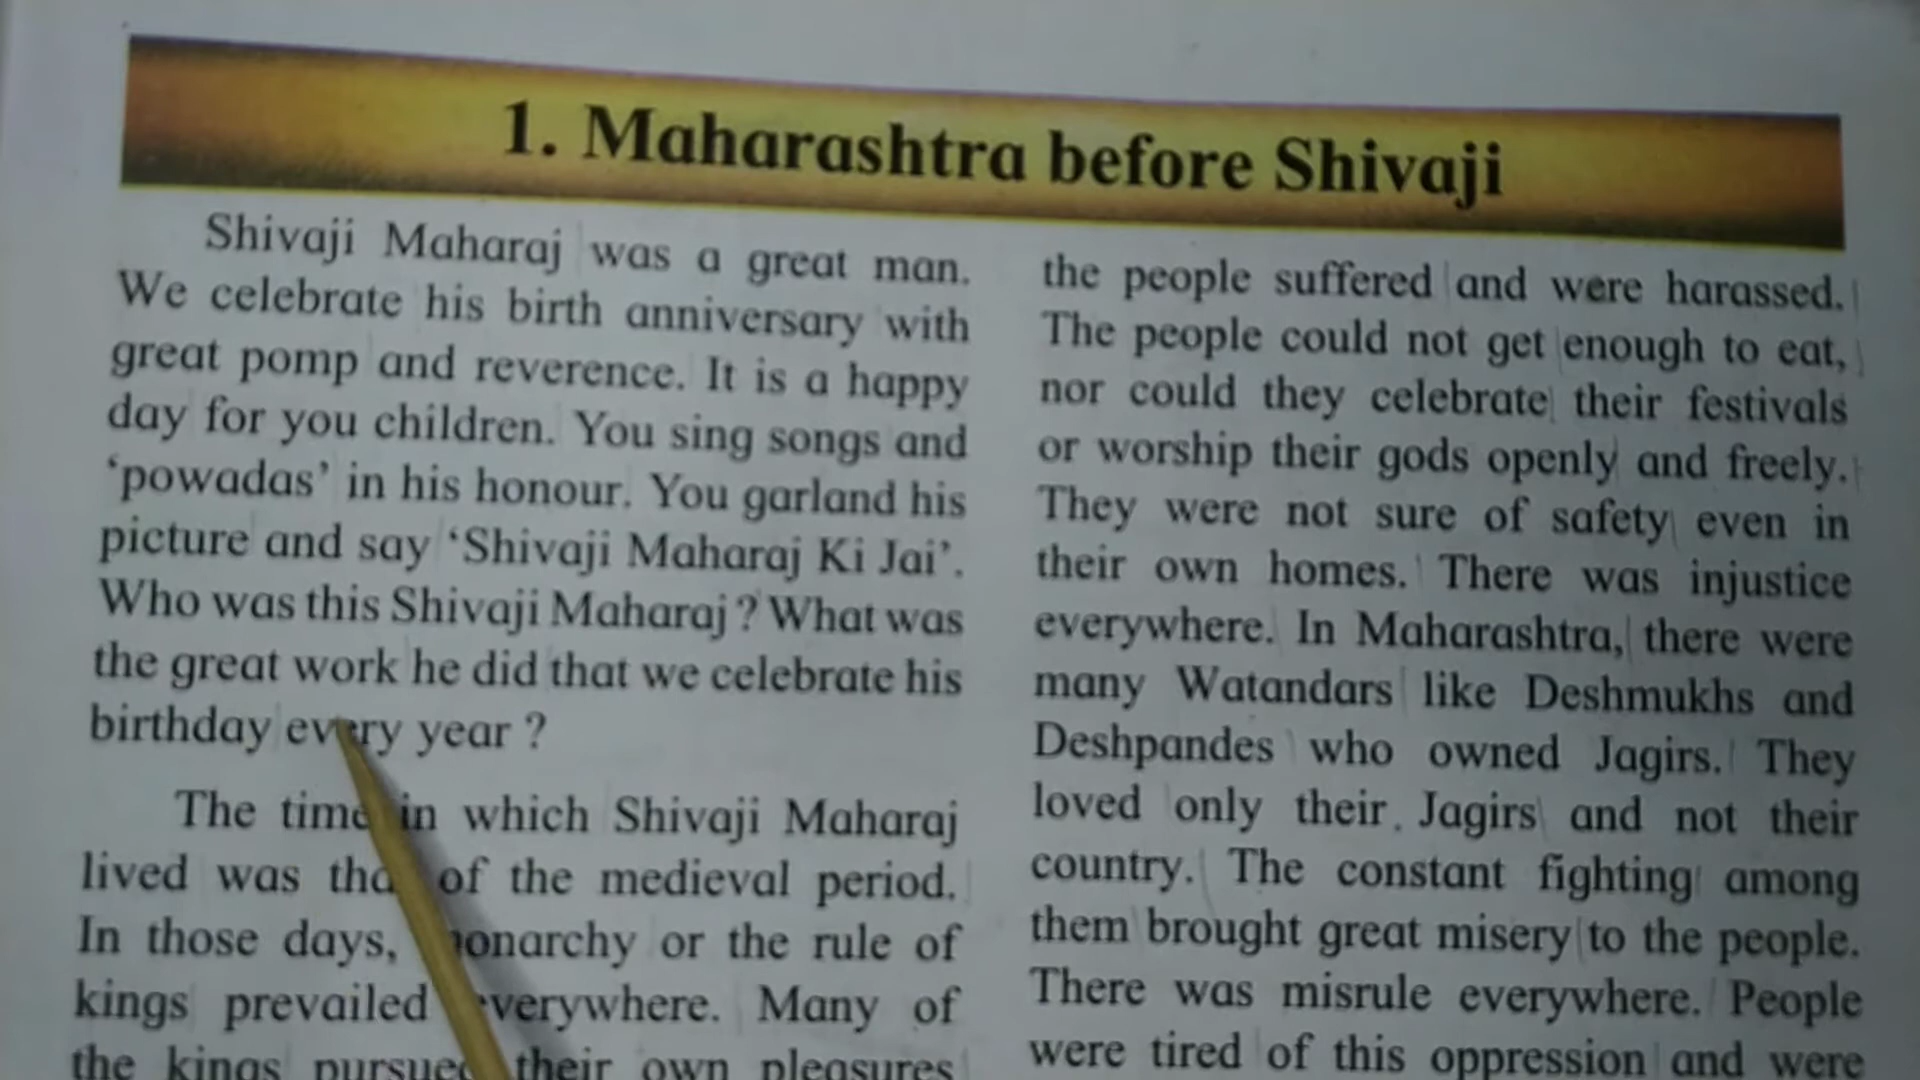 1. Maharashtra before Shivaji
Shivaji Maharaj was a great man.
We celebrate his birth anniversary with
great pomp and reverence. It is a happy
day for you children. You sing songs and
‘powadas’ in his honour. You garland his
picture and say ‘Shivaji Maharaj Ki Jai’.
Who was this Shivaji Maharaj ? What was
the great work he did that we celebrate his
birthday every year ?
The time in which Shivaji Maharaj
lived was of the medieval period.
In those days, or the rule of
kings prevailed Many of
the kings their own pleasures
the people suffered and were harassed.
The people could not get enough to eat,
nor could they celebrate their festivals
or worship their gods openly and freely.
They were not sure of safety even in
their own homes. There was injustice
everywhere. In Maharashtra, there were
many Watandars like Deshmukhs and
Deshpandes who owned Jagirs. They
loved only their Jagirs and not their
country. The constant fighting among
them brought great misery to the people.
There was misrule everywhere. People
were tired of this oppression and were